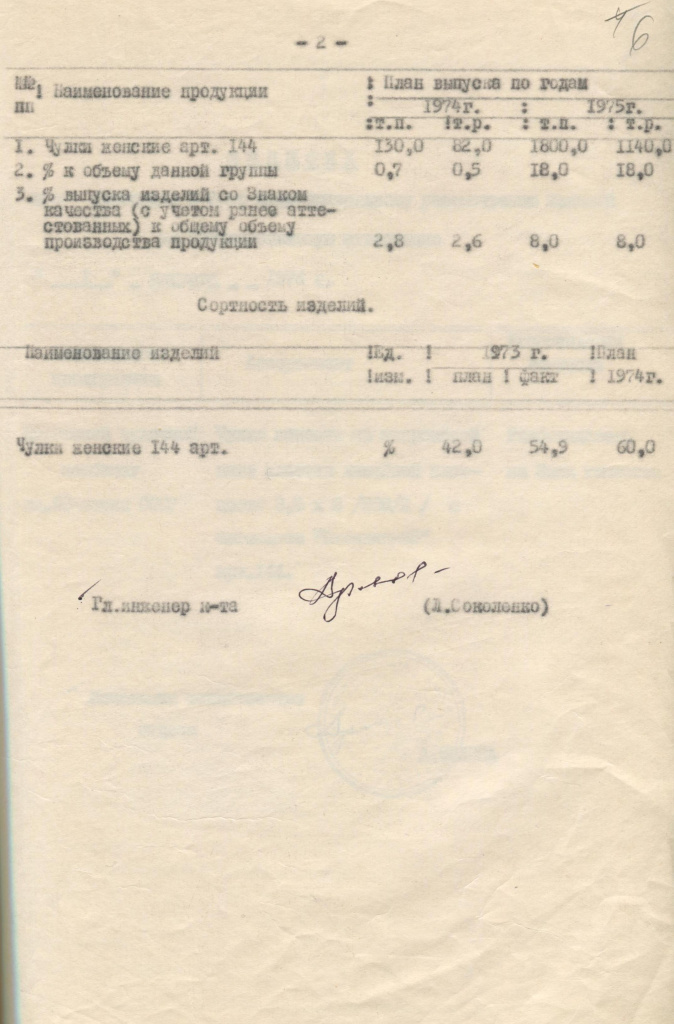 6
- 2 -
№№ ! Наименование продукции : План выпуска по годам
пп : 1974г. : 1975г.
:т.п. !т.р. : т.п. : т.р.
1. Чулки женские арт. 144 130,0 82,0 1800,0 1140,0
2. % к объему данной группы 0,7 0,5 18,0 18,0
3. % выпуска изделий со Знаком
качества (с учетом ранее атте-
стованных) к общему объему
производства продукции 2,8 2,6 8,0 8,0
Сортность изделий.
Наименование изделий !Ед. ! 1973 г. !План
!изм. ! план ! факт ! 1974г.
Чулки женские 144 арт. % 42,0 54,9 60,0
Гл.инженер к-та (Л.Соколенко)